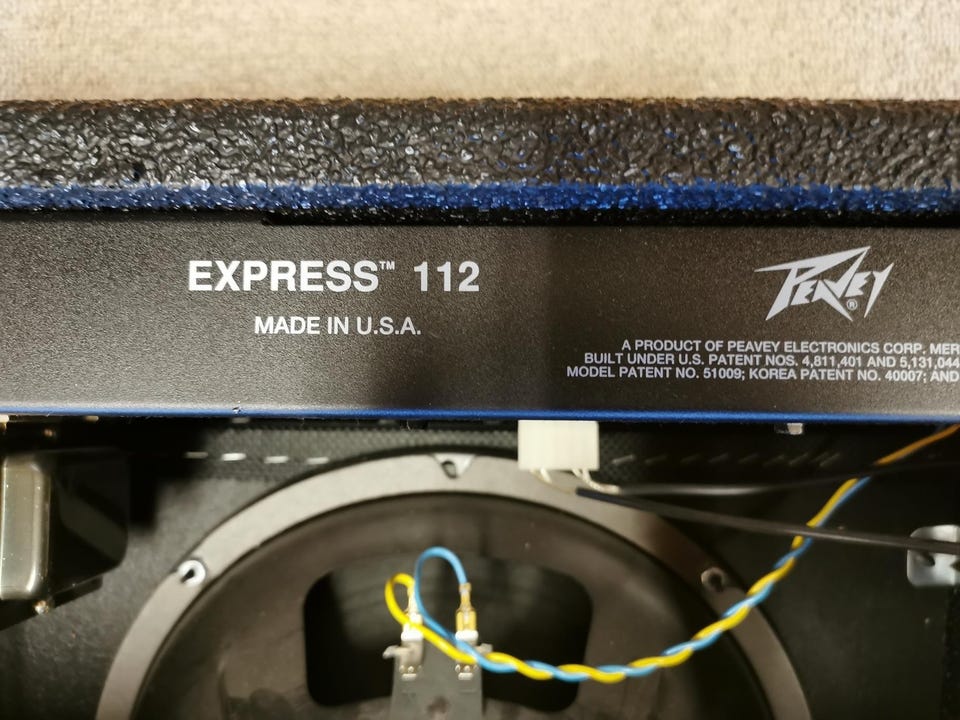 EXPRESS™ 112
MADE IN U.S.A.
PEAVEY®
A PRODUCT OF PEAVEY ELECTRONICS CORP. MER
BUILT UNDER U.S. PATENT NOS. 4,811,401 AND 5,131,044
MODEL PATENT NO. 51009; KOREA PATENT NO. 40007; AND